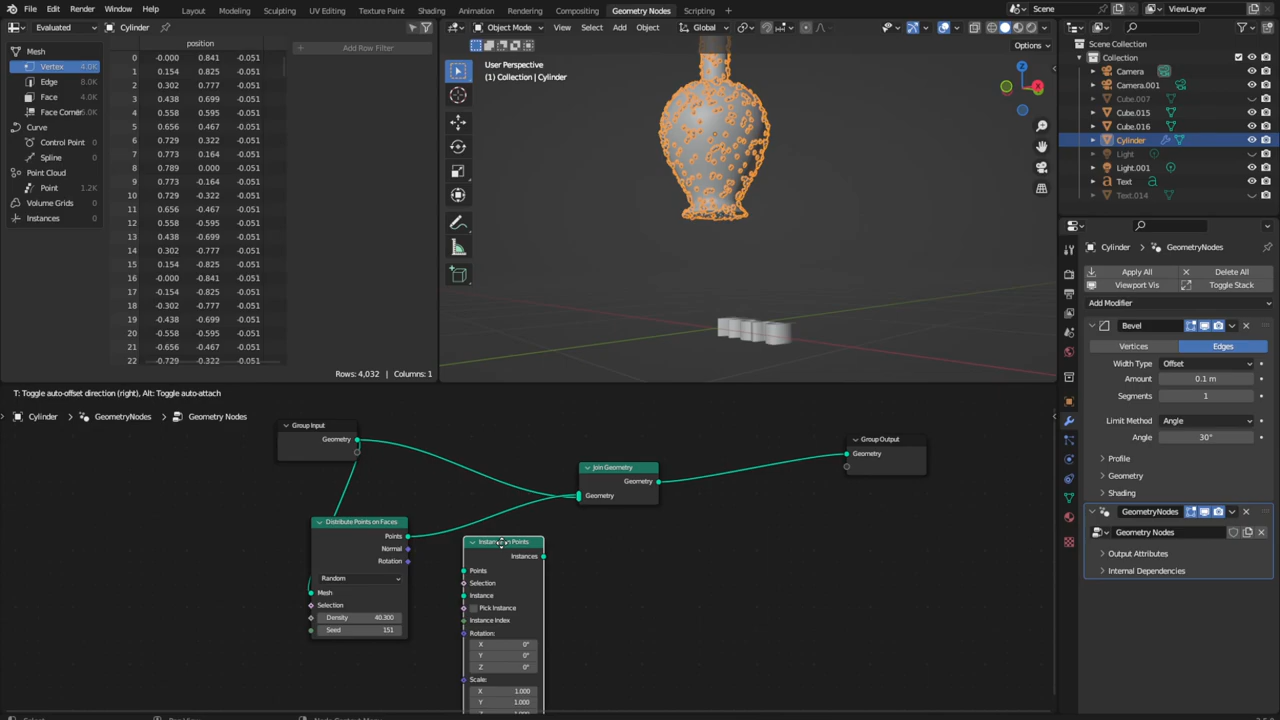 File Edit Render Window Help Layout Modeling Sculpting UV Editing Texture Paint Shading Animation Rendering Compositing Geometry Nodes Scripting Scene ViewLayer
Evaluated Cylinder
Mesh
Vertex 4.0K
Edge 8.0K
Face 4.0K
Face Corner
Curve
Control Point 0
Spline 0
Point Cloud
Point 1.2K
Volume Grids 0
Instances 0
position
0 -0.000 0.841 -0.051
1 0.154 0.825 -0.051
2 0.302 0.777 -0.051
3 0.438 0.699 -0.051
4 0.558 0.595 -0.051
5 0.656 0.467 -0.051
6 0.729 0.322 -0.051
7 0.773 0.164 -0.051
8 0.789 0.000 -0.051
9 0.773 -0.164 -0.051
10 0.729 -0.322 -0.051
11 0.656 -0.467 -0.051
12 0.558 -0.595 -0.051
13 0.438 -0.699 -0.051
14 0.302 -0.777 -0.051
15 0.154 -0.825 -0.051
16 -0.000 -0.841 -0.051
17 -0.154 -0.825 -0.051
18 -0.302 -0.777 -0.051
19 -0.438 -0.699 -0.051
20 -0.558 -0.595 -0.051
21 -0.656 -0.467 -0.051
22 -0.729 -0.322 -0.051
Add Row Filter
Rows: 4,032 | Columns: 1
Object Mode View Select Add Object Global
Options
User Perspective
(1) Collection | Cylinder
Z
Scene Collection
Collection
Camera
Camera.001
Cube.007
Cube.015
Cube.016
Cylinder
Light
Light.001
Text
Text.014
Cylinder GeometryNodes
Apply All Delete All
Viewport Vis Toggle Stack
Add Modifier
Bevel
Vertices Edges
Width Type Offset
Amount 0.1 m
Segments 1
Limit Method Angle
Angle 30°
Profile
Geometry
Shading
GeometryNodes
Geometry Nodes
Output Attributes
Internal Dependencies
T: Toggle auto-offset direction (right), Alt: Toggle auto-attach
Cylinder GeometryNodes Geometry Nodes
Group Input
Geometry
Distribute Points on Faces
Points
Normal
Rotation
Random
Mesh
Selection
Density 40.300
Seed 151
Points
Instances
Points
Selection
Instance
Pick Instance
Instance Index
Rotation:
X 0°
Y 0°
Z 0°
Scale:
X 1.000
Y 1.000
Join Geometry
Geometry
Geometry
Group Output
Geometry